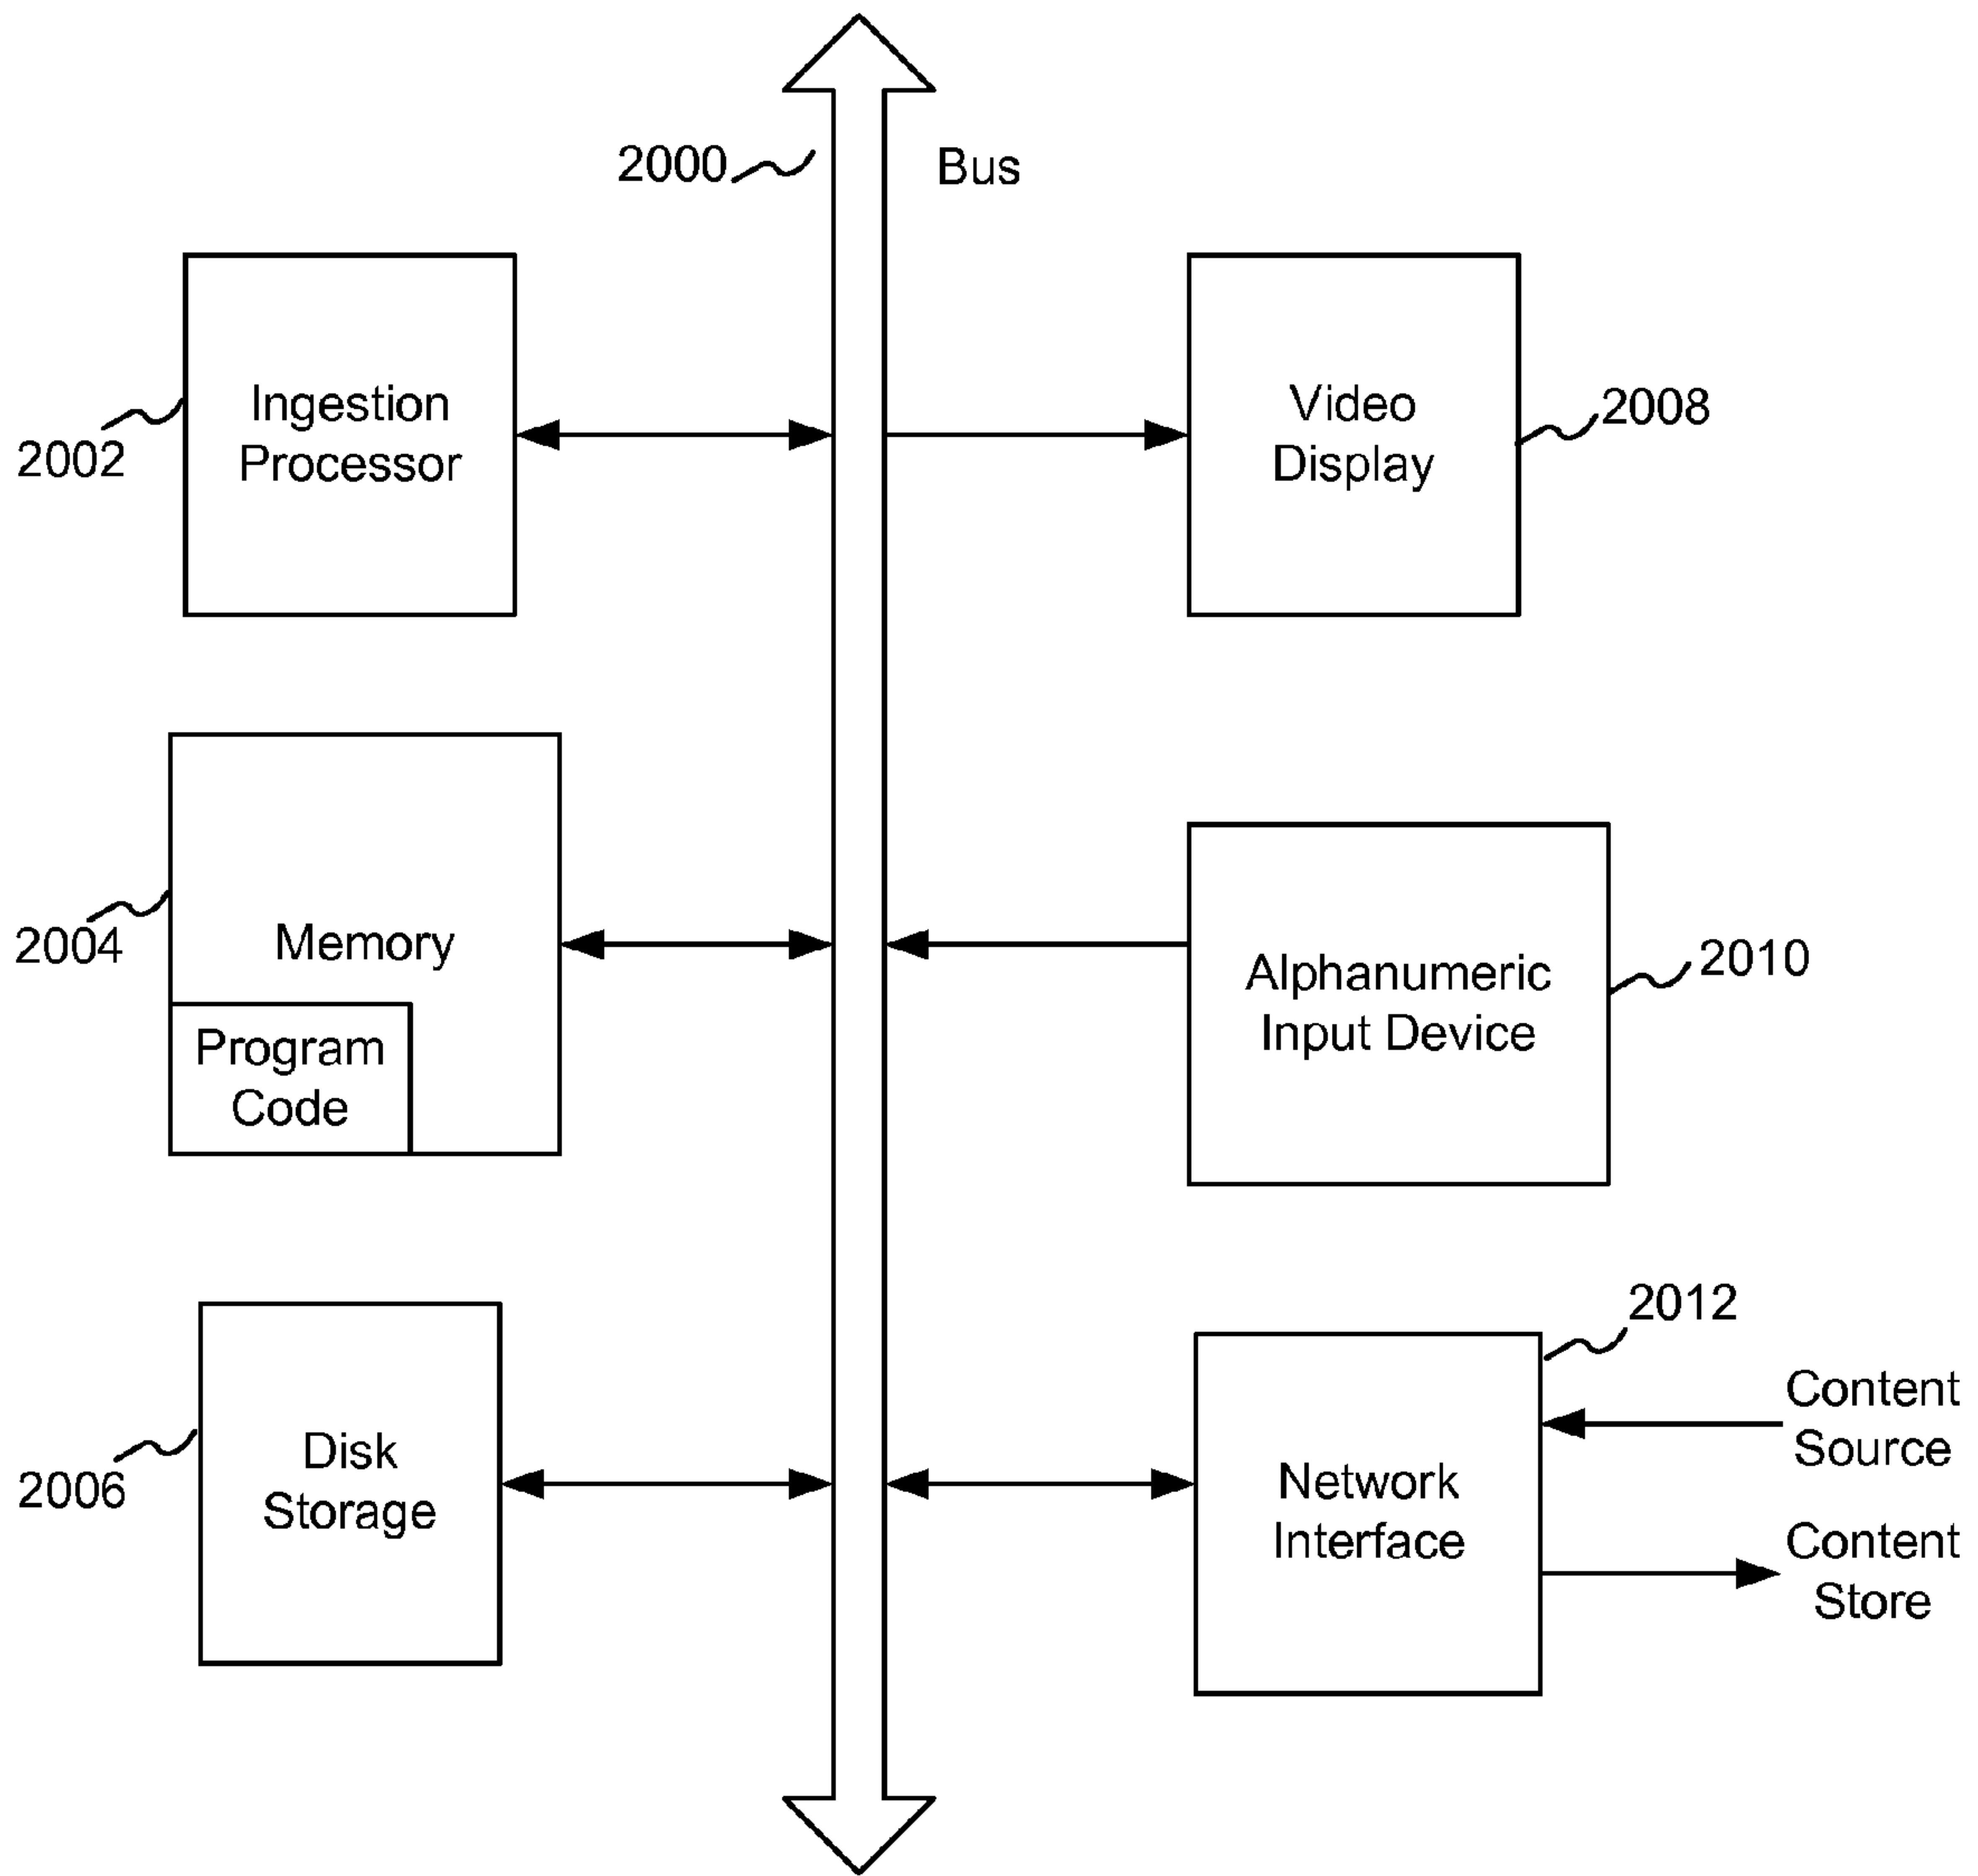 2000
Bus
Ingestion
Processor
2002
Video
Display
2008
Memory
2004
Program
Code
Alphanumeric
Input Device
2010
Disk
Storage
2006
2012
Network
Interface
Content
Source
Content
Store